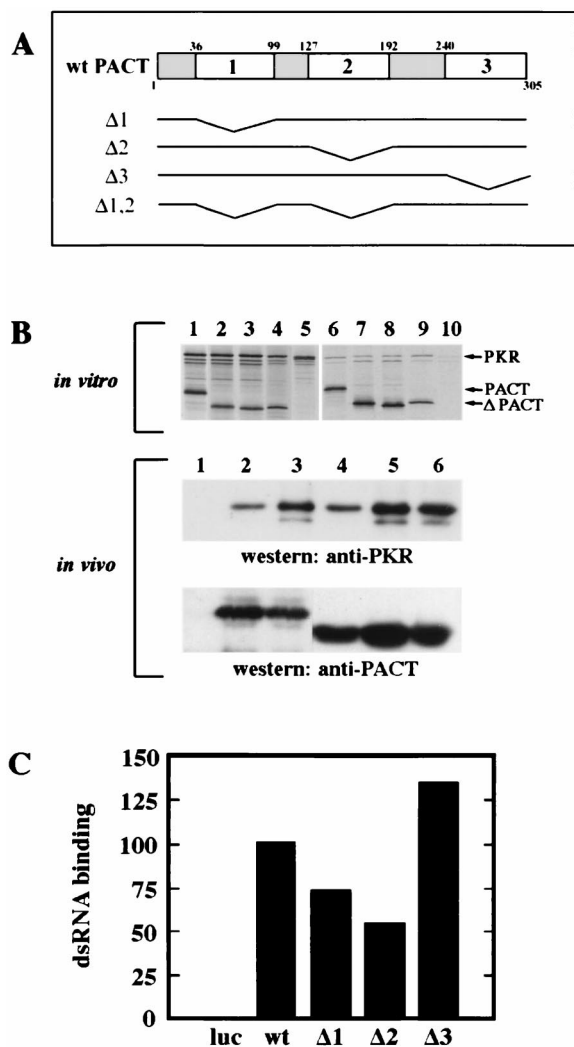 A
36 99 127 192 240
wt PACT 1 2 3
1 305
Δ1
Δ2
Δ3
Δ1,2
B
1 2 3 4 5 6 7 8 9 10
in vitro
PKR
PACT
Δ PACT
1 2 3 4 5 6
western: anti-PKR
in vivo
western: anti-PACT
C
150
125
100
75
50
25
0
dsRNA binding
luc wt Δ1 Δ2 Δ3